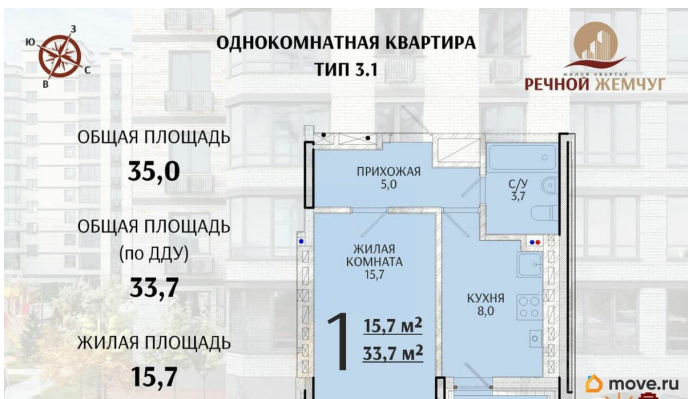 ОДНОКОМНАТНАЯ КВАРТИРА
ТИП 3.1
З
Ю
С
В
ЖИЛОЙ КВАРТАЛ
РЕЧНОЙ ЖЕМЧУГ
ОБЩАЯ ПЛОЩАДЬ
35,0
ОБЩАЯ ПЛОЩАДЬ
(по ДДУ)
33,7
ЖИЛАЯ ПЛОЩАДЬ
15,7
ПРИХОЖАЯ
5,0
С/У
3,7
ЖИЛАЯ
КОМНАТА
15,7
КУХНЯ
8,0
1
15,7 м²
33,7 м²
move.ru